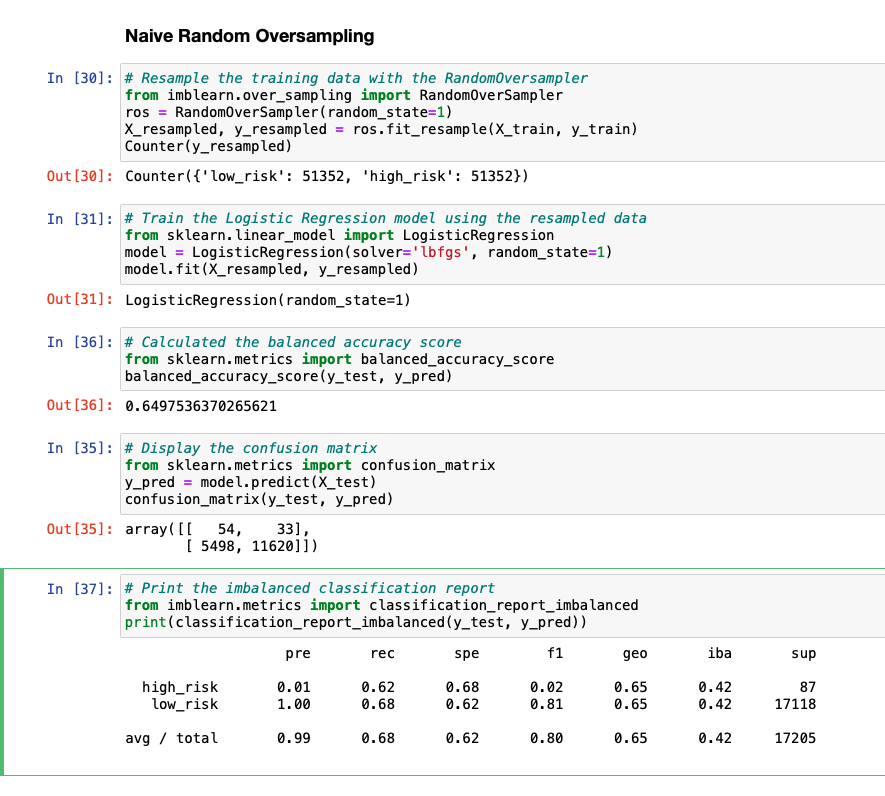 Naive Random Oversampling
In [30]: # Resample the training data with the RandomOversampler
from imblearn.over_sampling import RandomOverSampler
ros = RandomOverSampler(random_state=1)
X_resampled, y_resampled = ros.fit_resample(X_train, y_train)
Counter(y_resampled)
Out[30]: Counter({'low_risk': 51352, 'high_risk': 51352})
In [31]: # Train the Logistic Regression model using the resampled data
from sklearn.linear_model import LogisticRegression
model = LogisticRegression(solver='lbfgs', random_state=1)
model.fit(X_resampled, y_resampled)
Out[31]: LogisticRegression(random_state=1)
In [36]: # Calculated the balanced accuracy score
from sklearn.metrics import balanced_accuracy_score
balanced_accuracy_score(y_test, y_pred)
Out[36]: 0.6497536370265621
In [35]: # Display the confusion matrix
from sklearn.metrics import confusion_matrix
y_pred = model.predict(X_test)
confusion_matrix(y_test, y_pred)
Out[35]: array([[   54,    33],
       [ 5498, 11620]])
In [37]: # Print the imbalanced classification report
from imblearn.metrics import classification_report_imbalanced
print(classification_report_imbalanced(y_test, y_pred))
pre rec spe f1 geo iba sup
high_risk 0.01 0.62 0.68 0.02 0.65 0.42 87
low_risk 1.00 0.68 0.62 0.81 0.65 0.42 17118
avg / total 0.99 0.68 0.62 0.80 0.65 0.42 17205